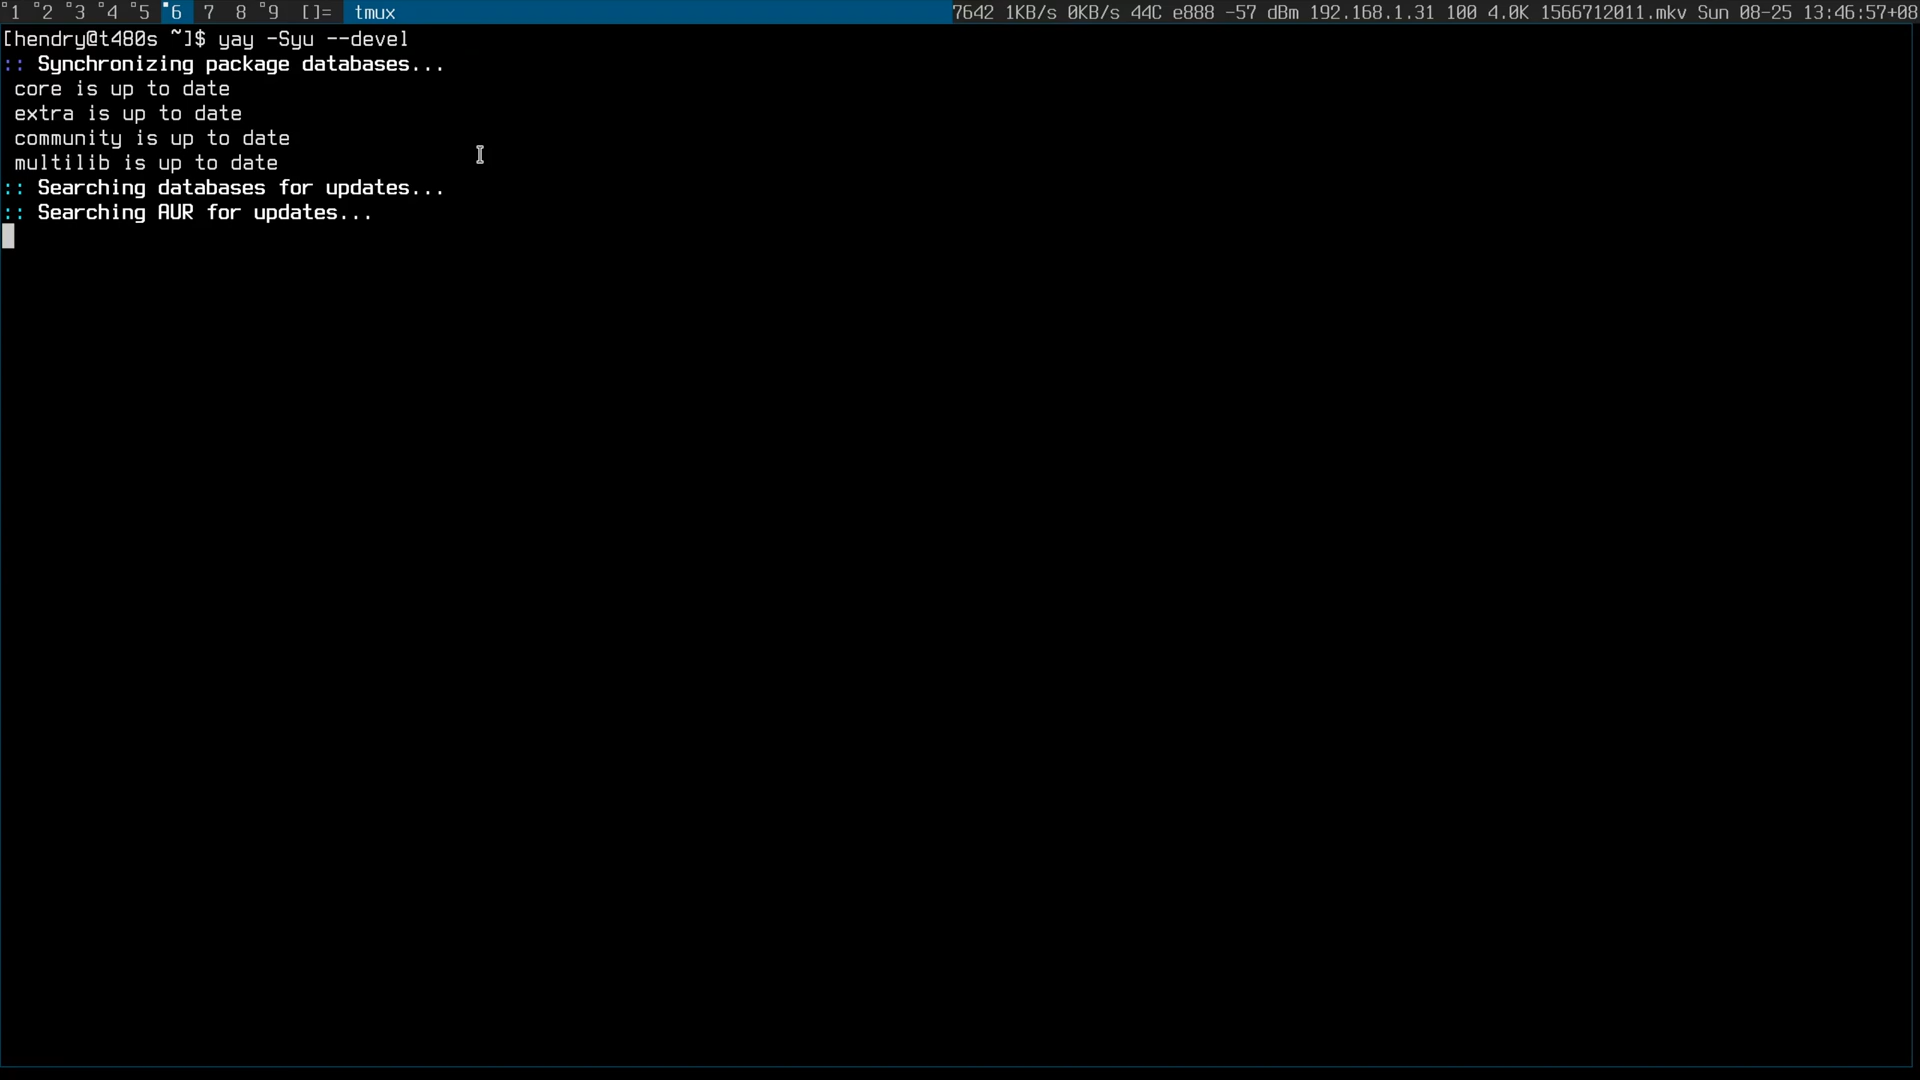 1 2 3 4 5 6 7 8 9 []= tmux 7642 1KB/s 0KB/s 44C e888 -57 dBm 192.168.1.31 100 4.0K 1566712011.mkv Sun 08-25 13:46:57+08
[hendry@t480s ~]$ yay -Syu --devel
:: Synchronizing package databases...
core is up to date
extra is up to date
community is up to date
multilib is up to date
:: Searching databases for updates...
:: Searching AUR for updates...